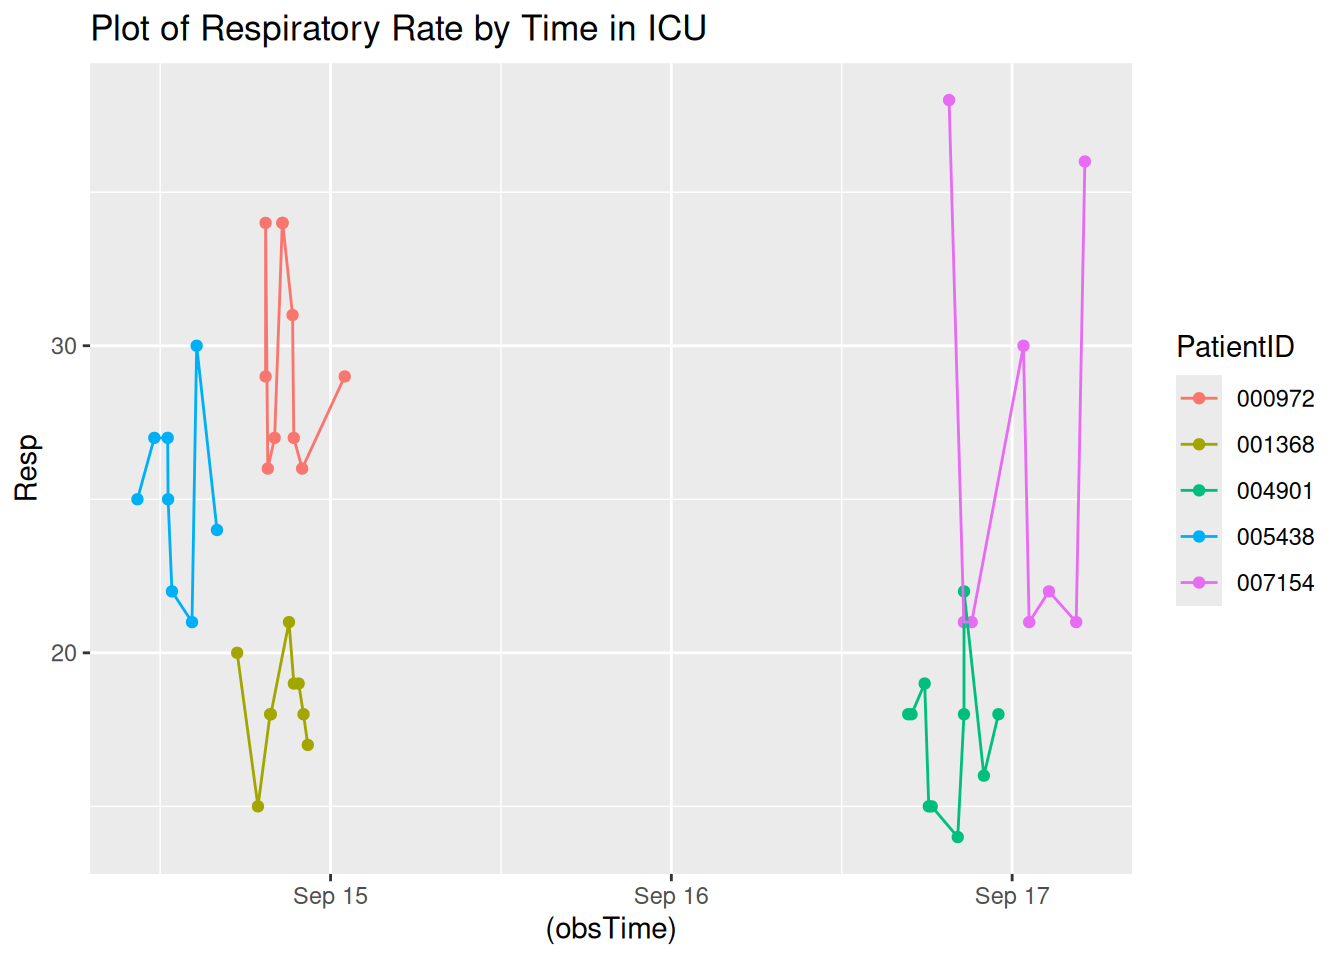 Plot of Respiratory Rate by Time in ICU
30
20
Resp
Sep 15
Sep 16
Sep 17
(obsTime)
PatientID
000972
001368
004901
005438
007154